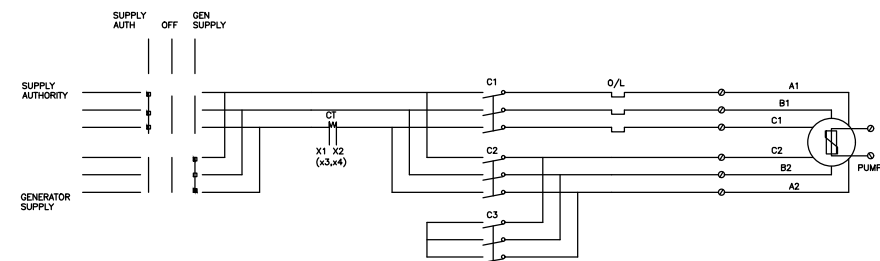 SUPPLY
AUTH
OFF
GEN
SUPPLY
SUPPLY
AUTHORITY
GENERATOR
SUPPLY
CT
X1 X2
(x3,x4)
C1
C2
C3
O/L
A1
B1
C1
C2
B2
A2
PUMP